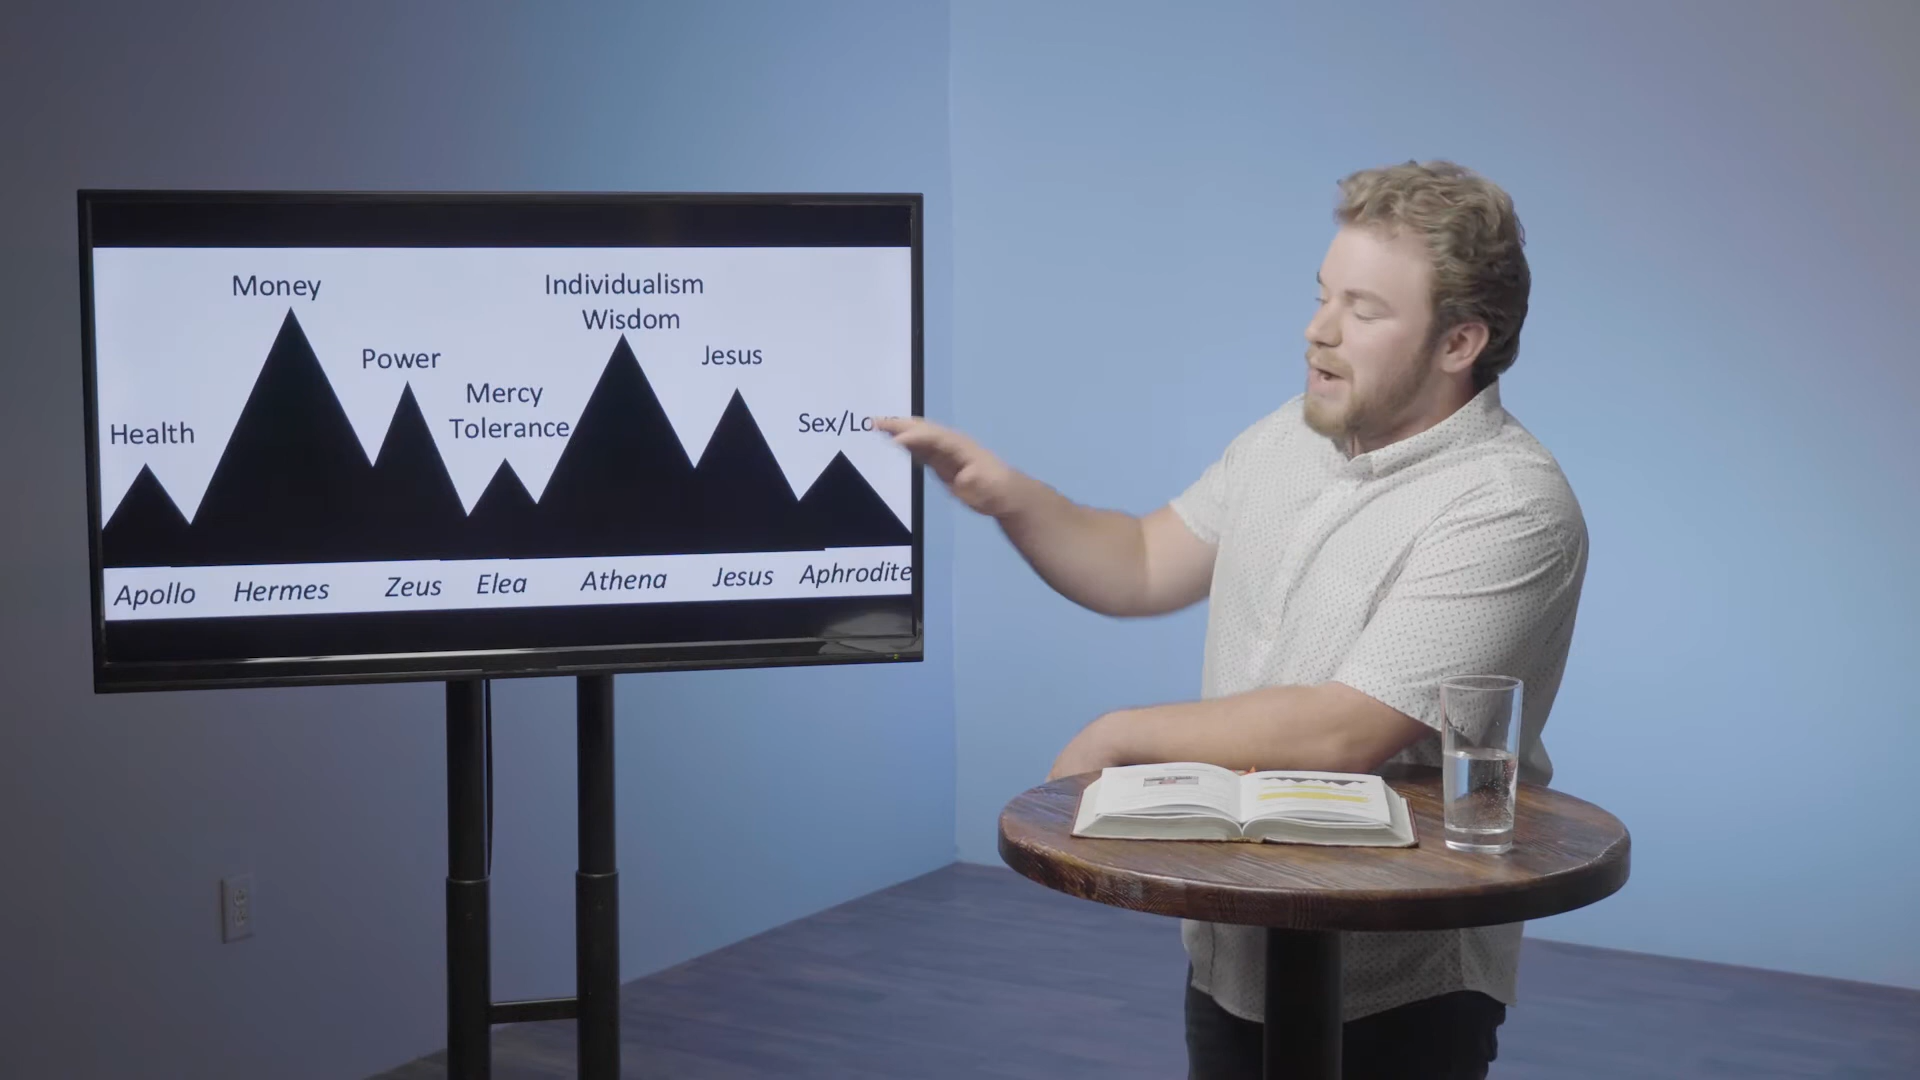 Money
Individualism
Wisdom
Power
Jesus
Mercy
Tolerance
Health
Apollo Hermes Zeus Elea Athena Jesus Aphrodite